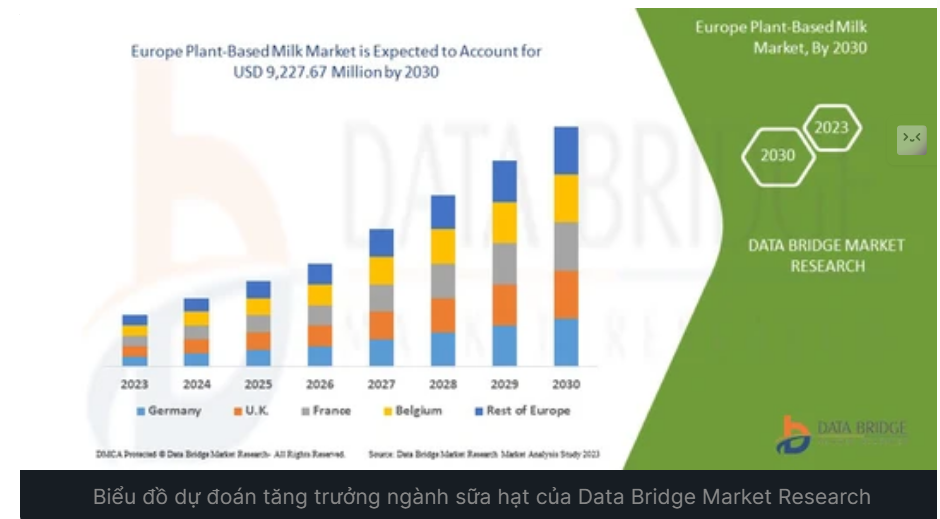 Europe Plant-Based Milk Market is Expected to Account for
USD 9,227.67 Million by 2030
Europe Plant-Based Milk
Market, By 2030
2023
2030
DATA BRIDGE MARKET
RESEARCH
DATA BRIDGE
2023 2024 2025 2026 2027 2028 2029 2030
Germany U.K. France Belgium Rest of Europe
DMCA Protected © Data Bridge Market Research- All Rights Reserved. Source: Data Bridge Market Research Market Analysis Study 2023
DATA BRIDGE
Biểu đồ dự đoán tăng trưởng ngành sữa hạt của Data Bridge Market Research